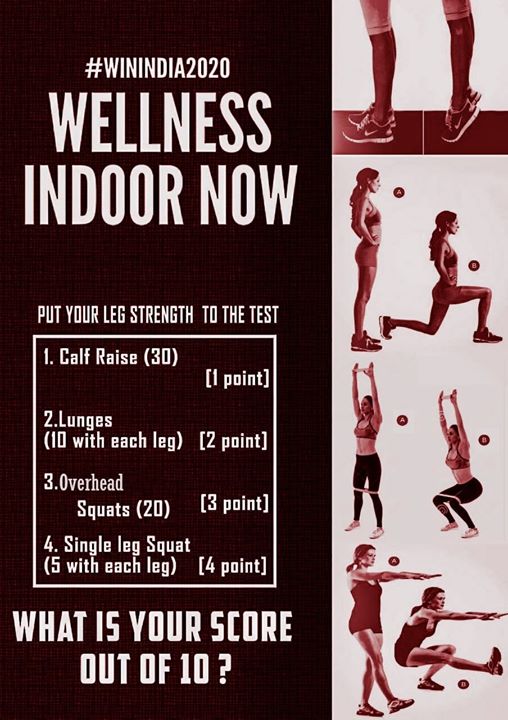 #WININDIA2020
WELLNESS
INDOOR NOW
PUT YOUR LEG STRENGTH TO THE TEST
1. Calf Raise (30)
[1 point]
2.Lunges
(10 with each leg) [2 point]
3.Overhead
Squats (20) [3 point]
4. Single leg Squat
(5 with each leg) [4 point]
WHAT IS YOUR SCORE
OUT OF 10 ?
A
B
A
B
A
B